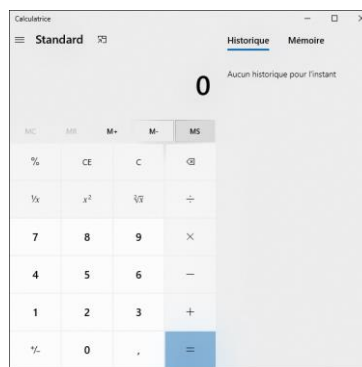 Calculatrice
Standard
Historique Mémoire
0
Aucun historique pour l'instant
MC MR M+ M- MS
% CE C
¹/x x² ²√x ÷
7 8 9 ×
4 5 6 −
1 2 3 +
+/- 0 , =